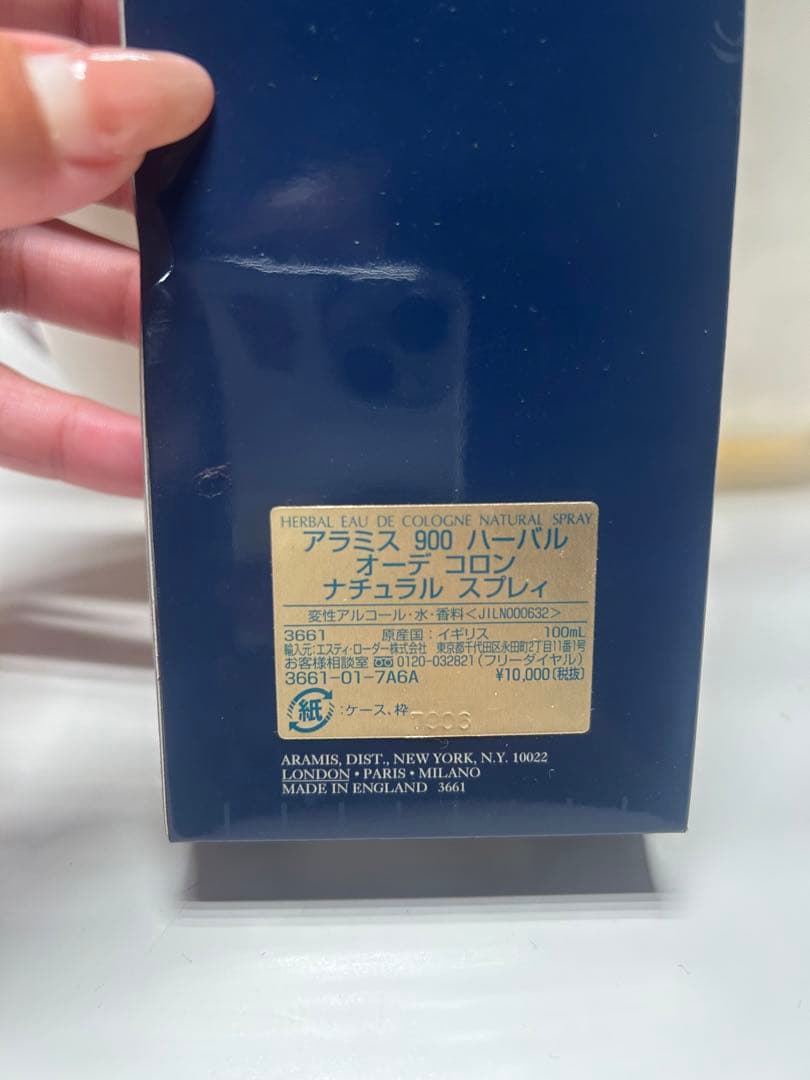 HERBAL EAU DE COLOGNE NATURAL SPRAY
アラミス 900 ハーバル
オーデ コロン
ナチュラル スプレィ
変性アルコール・水・香料<JILN000632>
3661 原産国：イギリス 100mL
輸入元：エスティ・ローダー株式会社 東京都千代田区永田町2丁目11番1号
お客様相談室 0120-032821(フリーダイヤル)
3661-01-7A6A ¥10,000〔税抜〕
紙 :ケース、枠
ARAMIS, DIST., NEW YORK, N.Y. 10022
LONDON • PARIS • MILANO
MADE IN ENGLAND 3661